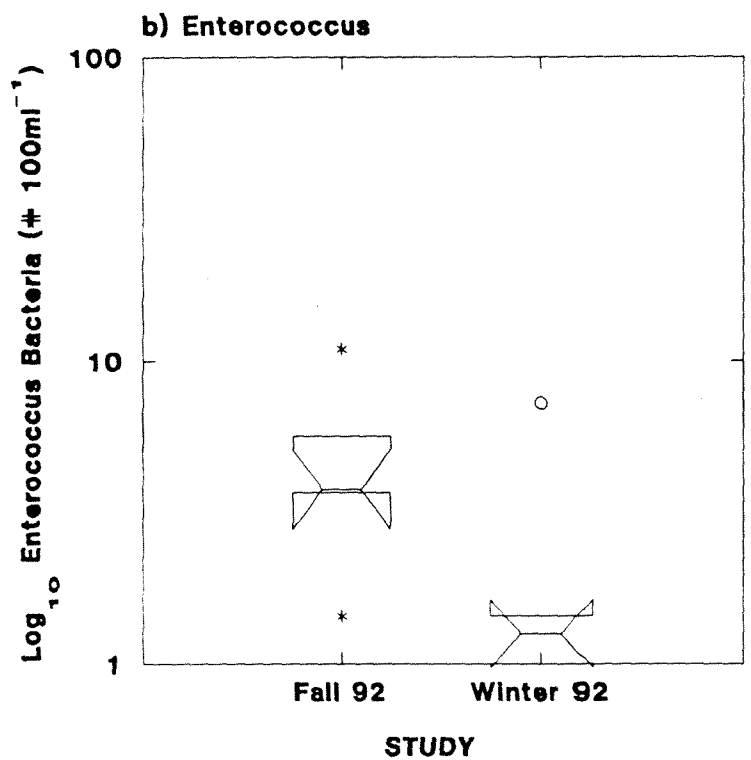 b) Enterococcus
Log10 Enterococcus Bacteria (# 100ml-1)
100
10
1
Fall 92
Winter 92
STUDY